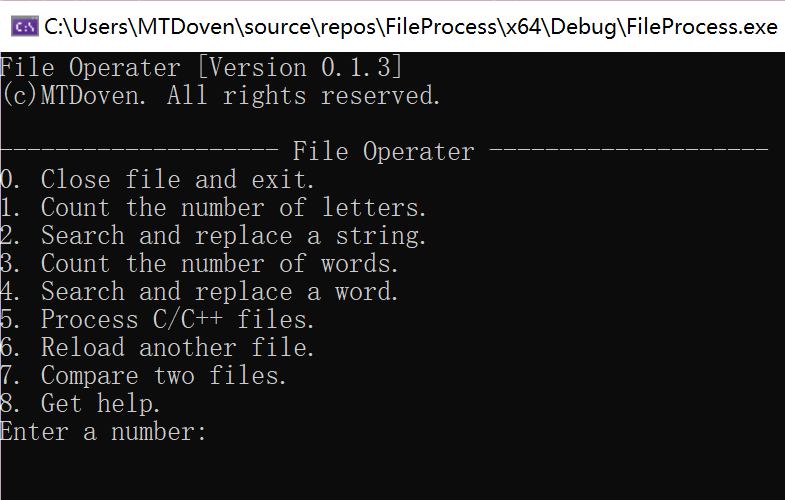 C:\Users\MTDoven\source\repos\FileProcess\x64\Debug\FileProcess.exe
File Operater [Version 0.1.3]
(c)MTDoven. All rights reserved.
-------------------- File Operater --------------------
0. Close file and exit.
1. Count the number of letters.
2. Search and replace a string.
3. Count the number of words.
4. Search and replace a word.
5. Process C/C++ files.
6. Reload another file.
7. Compare two files.
8. Get help.
Enter a number: